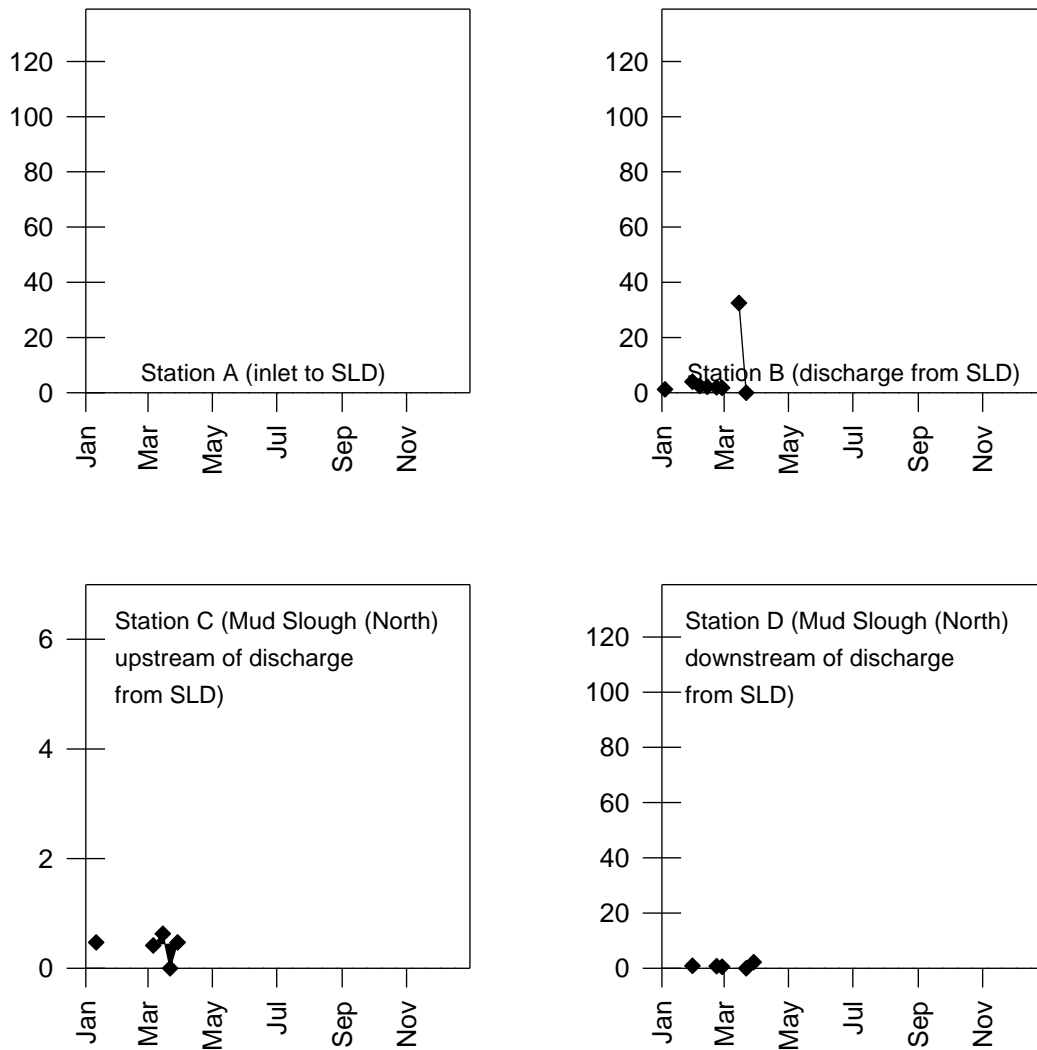 120
100
80
60
40
20
0
Station A (inlet to SLD)
Jan
Mar
May
Jul
Sep
Nov
120
100
80
60
40
20
0
Station B (discharge from SLD)
Jan
Mar
May
Jul
Sep
Nov
Station C (Mud Slough (North)
upstream of discharge
from SLD)
6
4
2
0
Jan
Mar
May
Jul
Sep
Nov
Station D (Mud Slough (North)
downstream of discharge
from SLD)
120
100
80
60
40
20
0
Jan
Mar
May
Jul
Sep
Nov